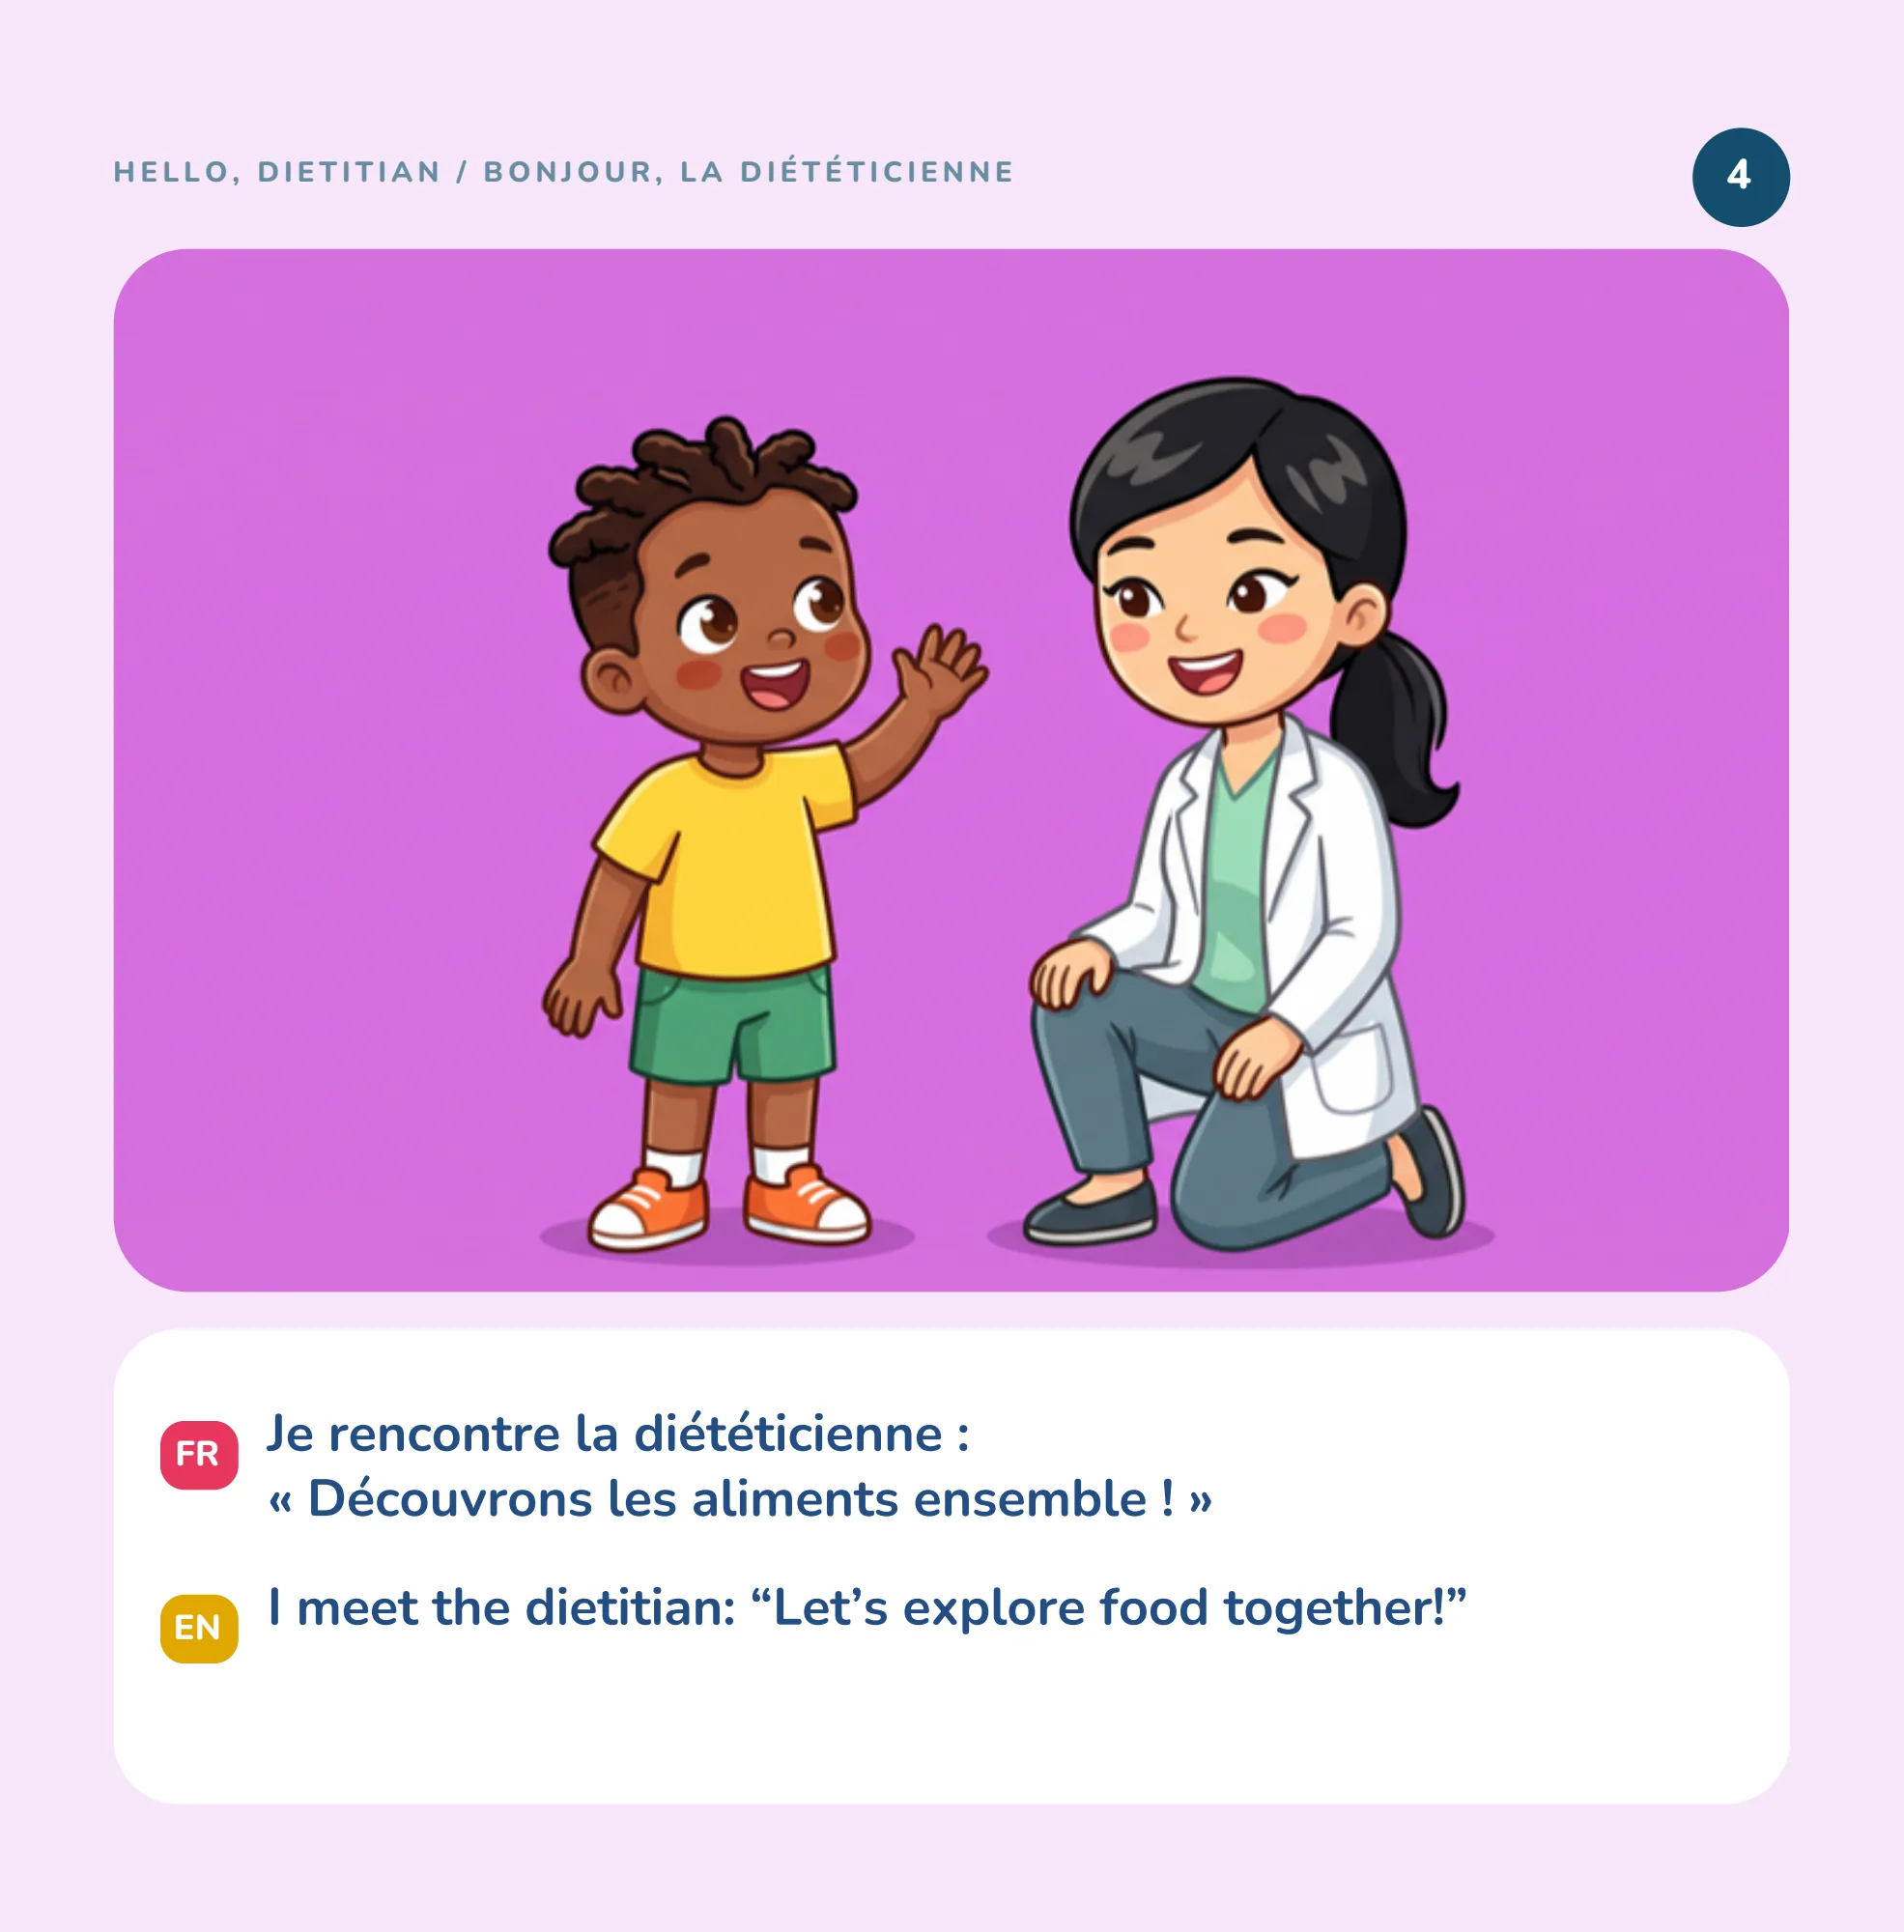 HELLO, DIETITIAN / BONJOUR, LA DIÉTÉTICIENNE
4
FR
Je rencontre la diététicienne :
« Découvrons les aliments ensemble ! »
EN
I meet the dietitian: “Let’s explore food together!”